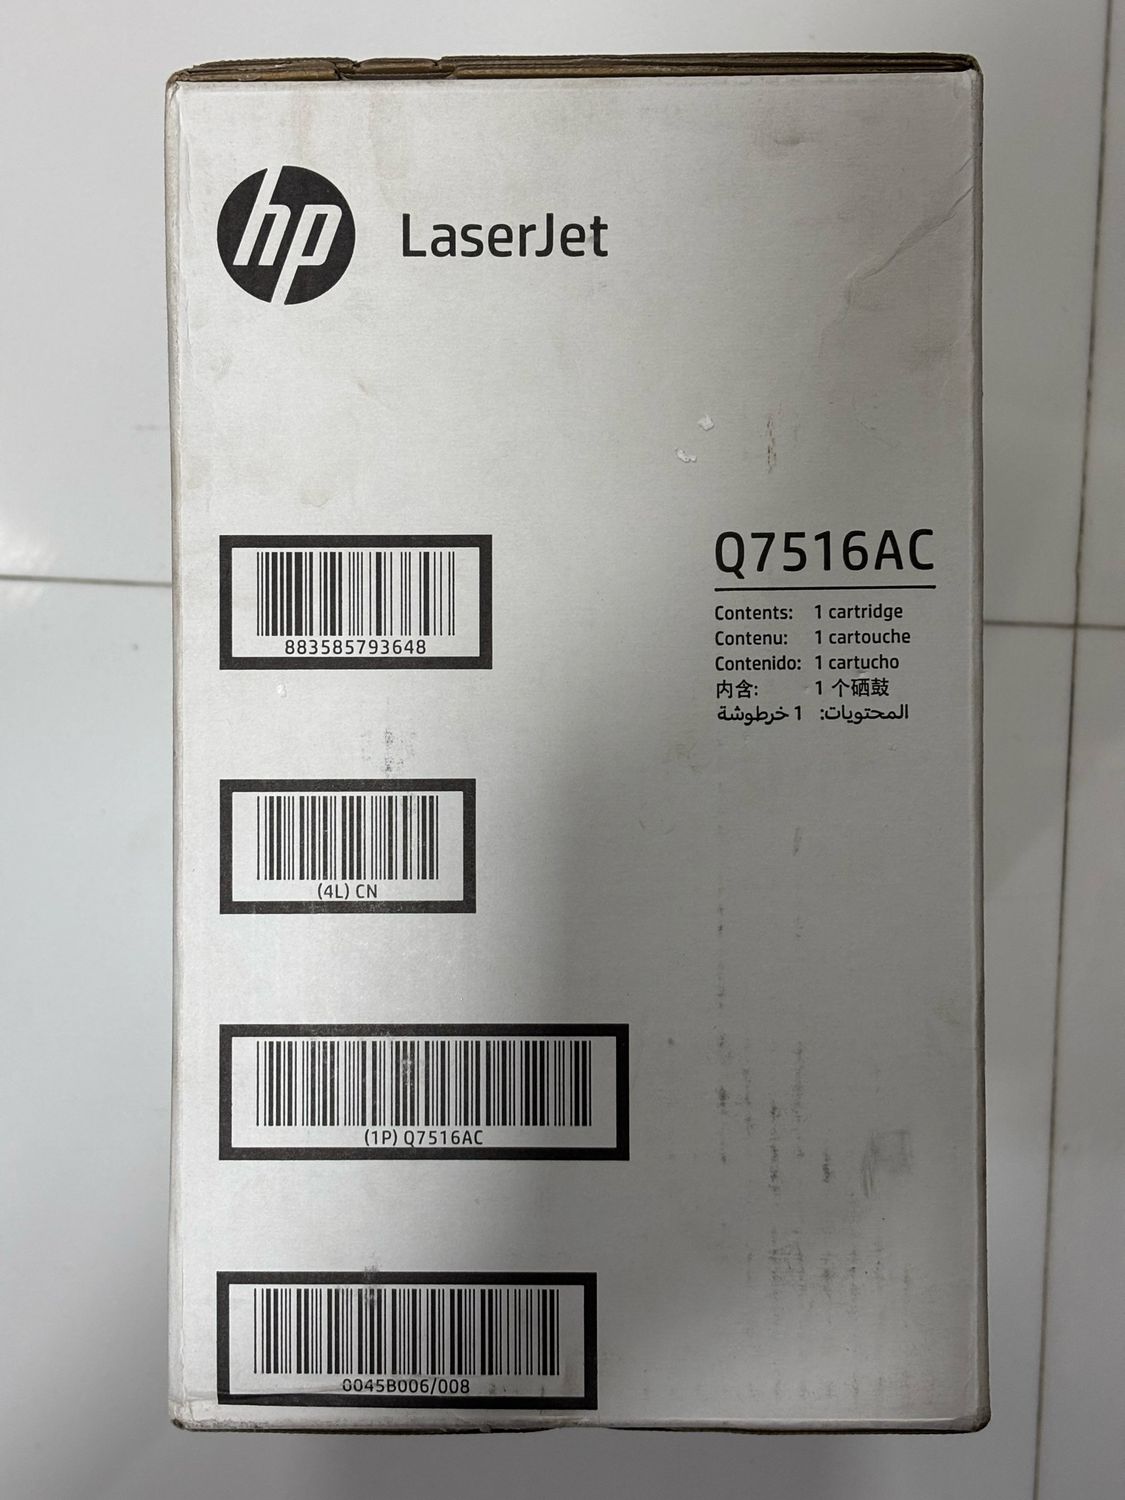 hp LaserJet
883585793648
Q7516AC
Contents: 1 cartridge
Contenu: 1 cartouche
Contenido: 1 cartucho
内含: 1 个硒鼓
المحتويات: 1 خرطوشة
(4L) CN
(1P) Q7516AC
0045B006/008